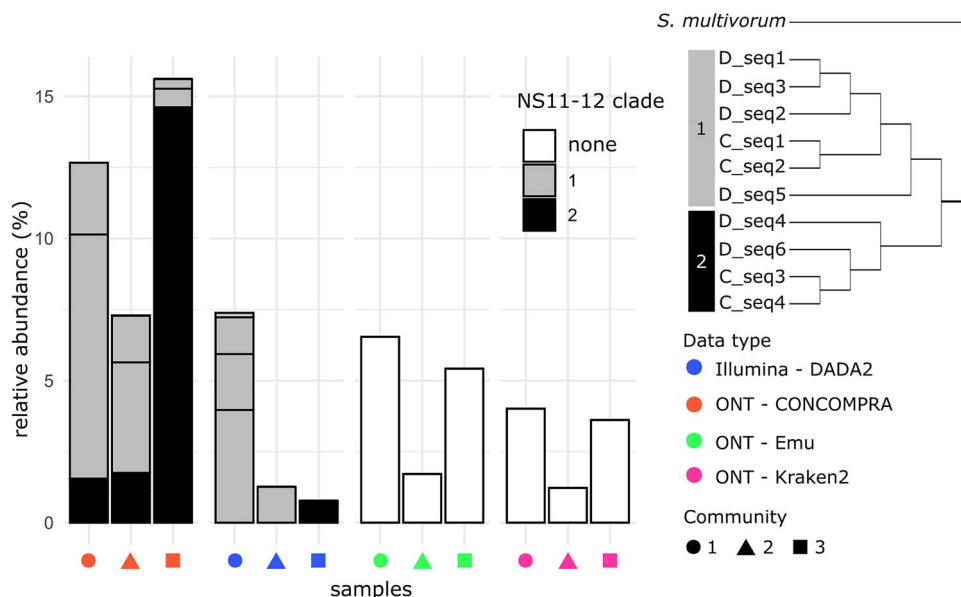 relative abundance (%)
15
10
5
0
samples
NS11-12 clade
none
1
2
S. multivorum
1
D_seq1
D_seq3
D_seq2
C_seq1
C_seq2
D_seq5
2
D_seq4
D_seq6
C_seq3
C_seq4
Data type
Illumina - DADA2
ONT - CONCOMPRA
ONT - Emu
ONT - Kraken2
Community
1 2 3